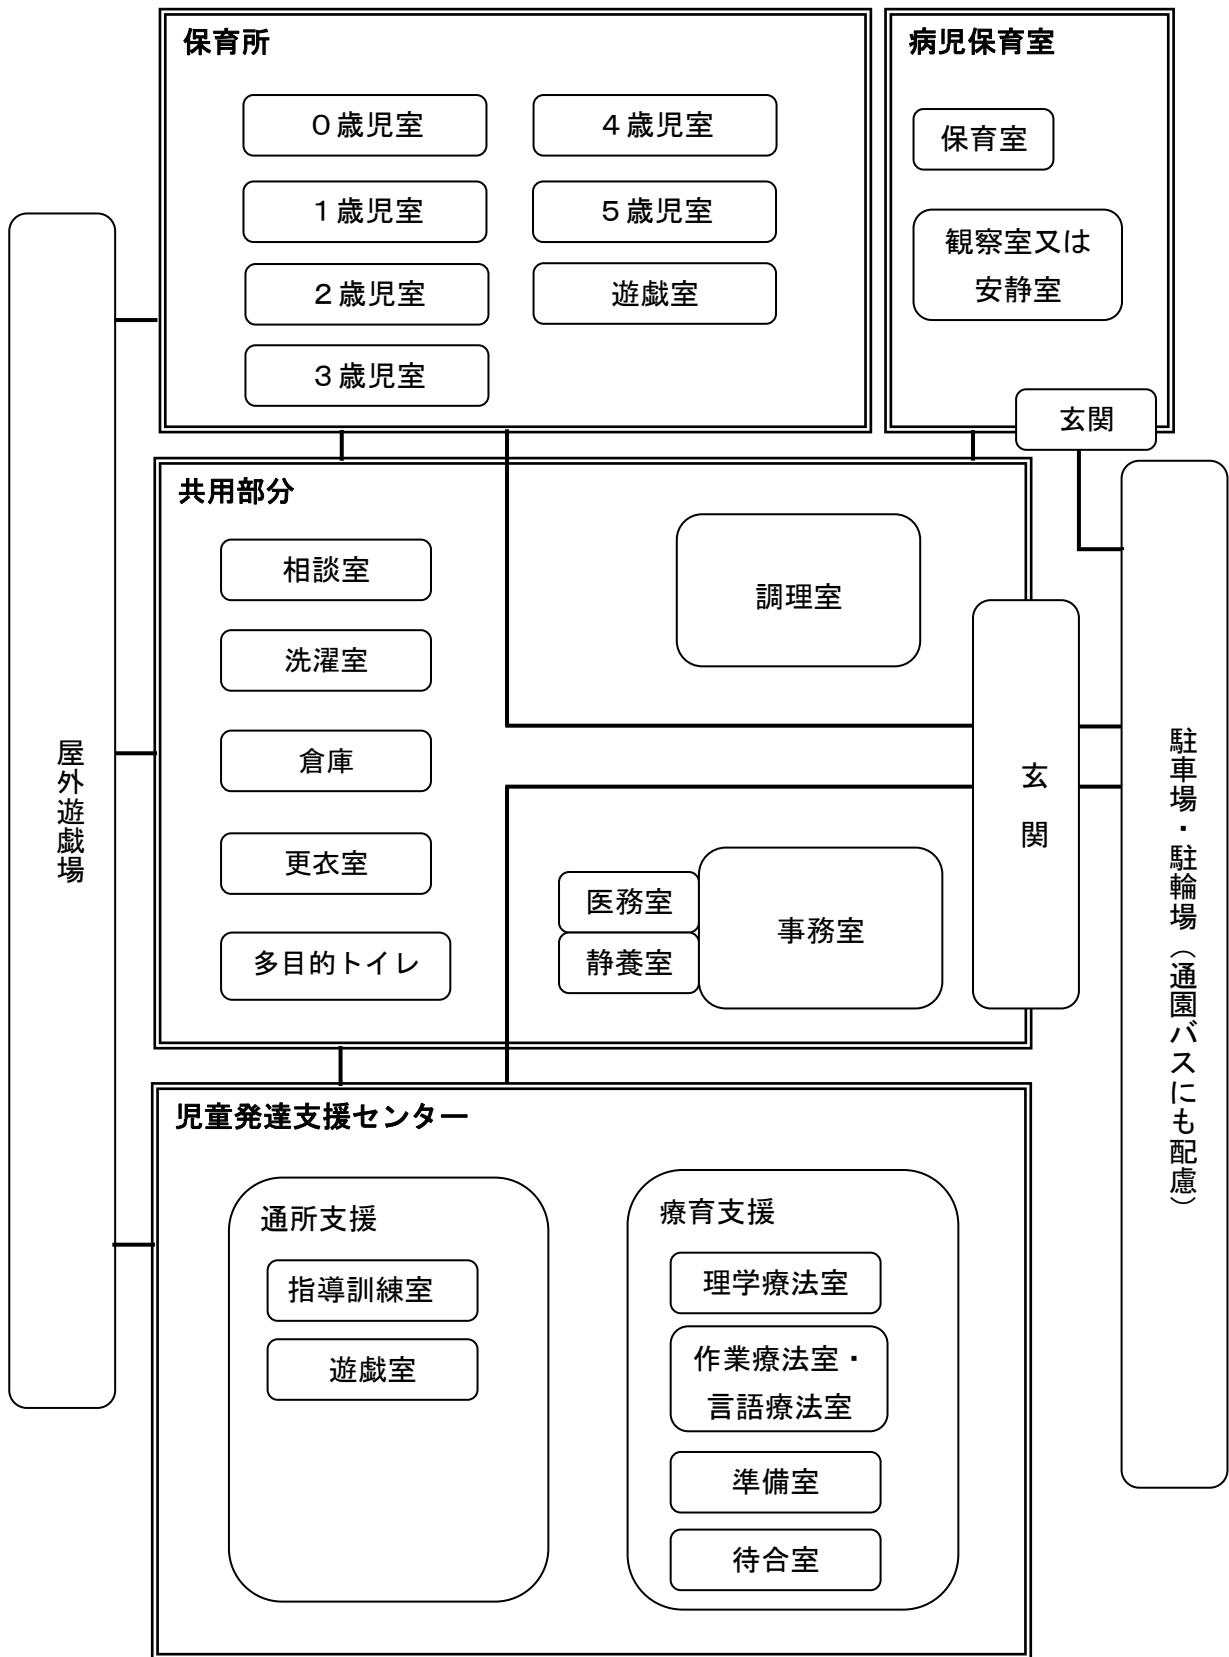 保育所
０歳児室
１歳児室
２歳児室
３歳児室
４歳児室
５歳児室
遊戯室
病児保育室
保育室
観察室又は
安静室
玄関
共用部分
相談室
洗濯室
倉庫
更衣室
多目的トイレ
調理室
医務室
静養室
事務室
玄関
屋外遊戯場
駐車場・駐輪場（通園バスにも配慮）
児童発達支援センター
通所支援
指導訓練室
遊戯室
療育支援
理学療法室
作業療法室・
言語療法室
準備室
待合室